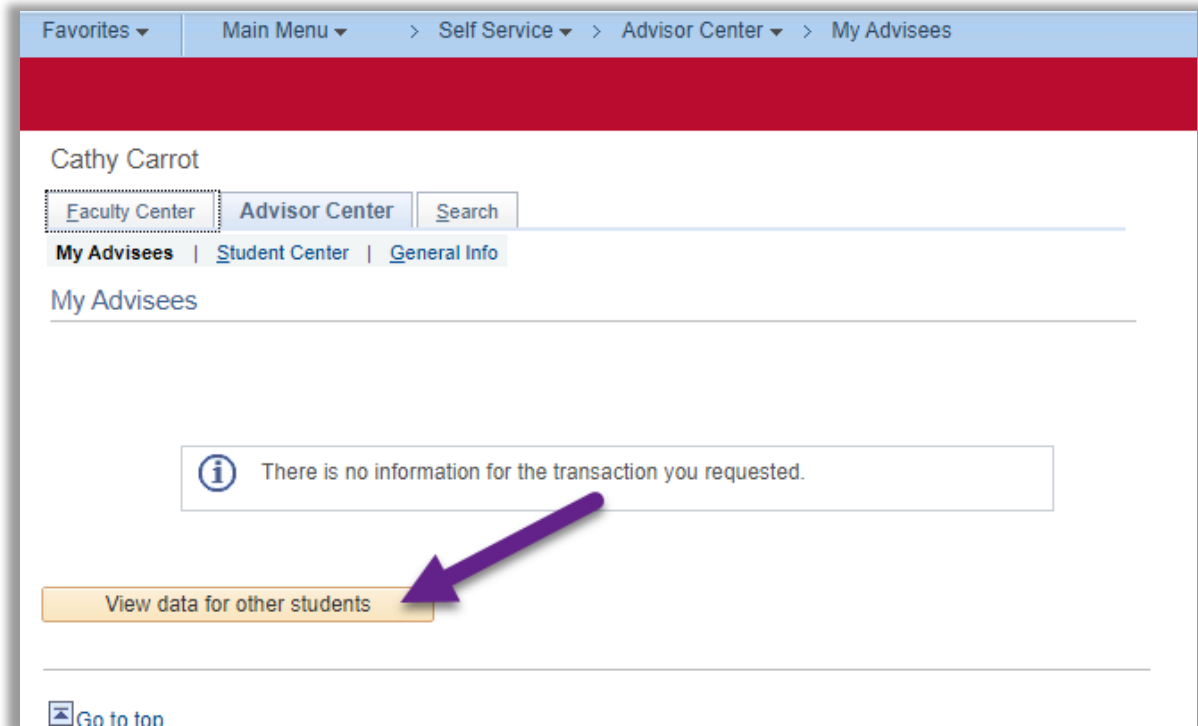 Favorites Main Menu > Self Service > Advisor Center > My Advisees
Cathy Carrot
Faculty Center Advisor Center Search
My Advisees | Student Center | General Info
My Advisees
There is no information for the transaction you requested.
View data for other students
Go to top